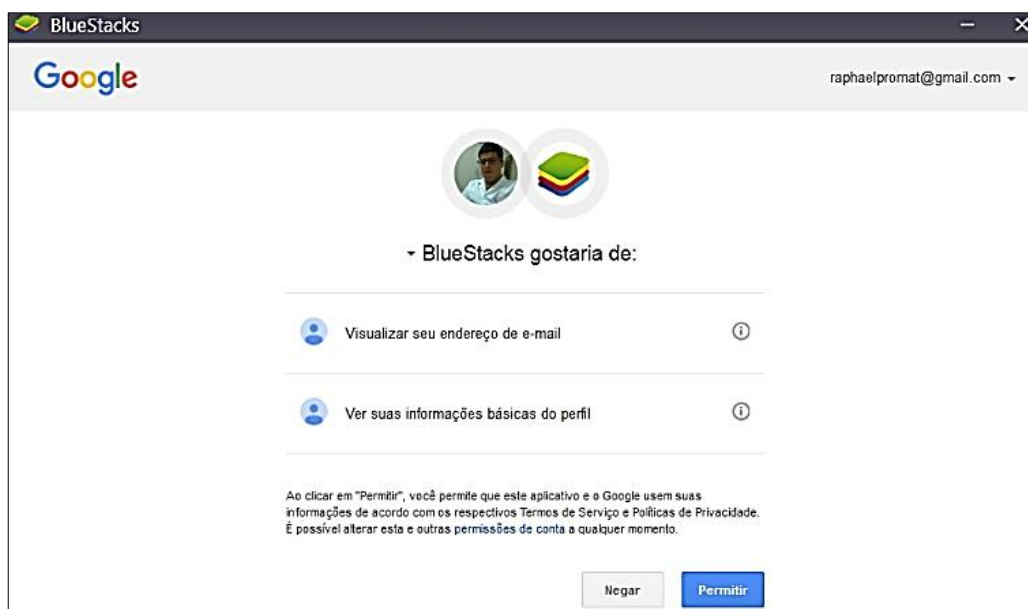 BlueStacks
Google
raphaelpromat@gmail.com
BlueStacks gostaria de:
Visualizar seu endereço de e-mail
Ver suas informações básicas do perfil
Ao clicar em "Permitir", você permite que este aplicativo e o Google usem suas
informações de acordo com os respectivos Termos de Serviço e Políticas de Privacidade.
É possível alterar esta e outras permissões de conta a qualquer momento.
Negar
Permitir